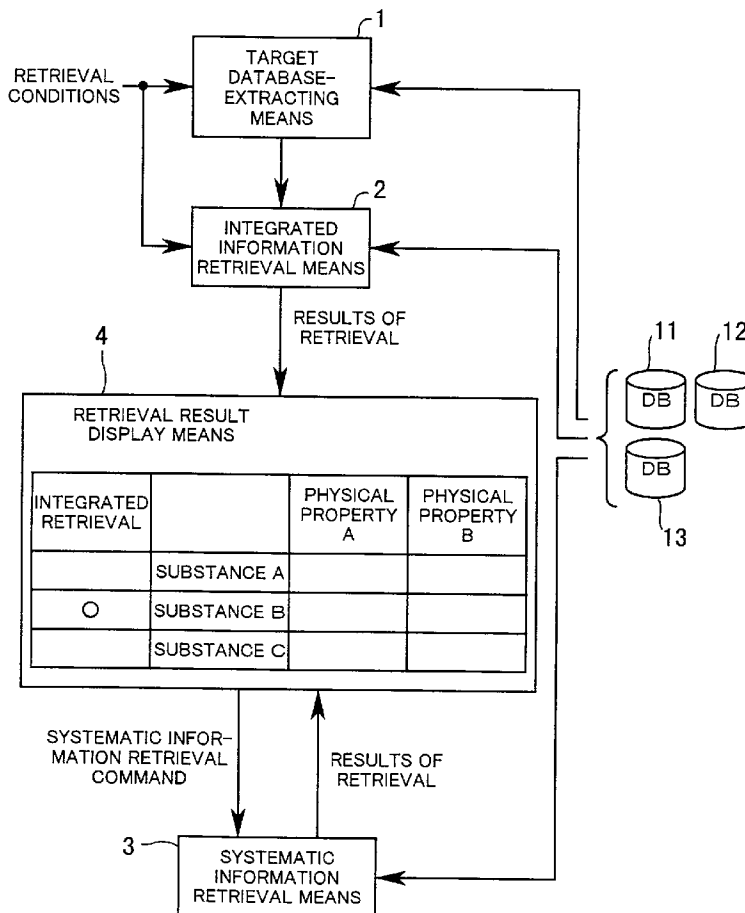 1
RETRIEVAL
CONDITIONS
TARGET
DATABASE-
EXTRACTING
MEANS
2
INTEGRATED
INFORMATION
RETRIEVAL MEANS
RESULTS OF
RETRIEVAL
4
11
12
DB
DB
DB
13
RETRIEVAL RESULT
DISPLAY MEANS
INTEGRATED
RETRIEVAL
PHYSICAL
PROPERTY
A
PHYSICAL
PROPERTY
B
SUBSTANCE A
SUBSTANCE B
SUBSTANCE C
SYSTEMATIC INFOR-
MATION RETRIEVAL
COMMAND
RESULTS OF
RETRIEVAL
3
SYSTEMATIC
INFORMATION
RETRIEVAL MEANS